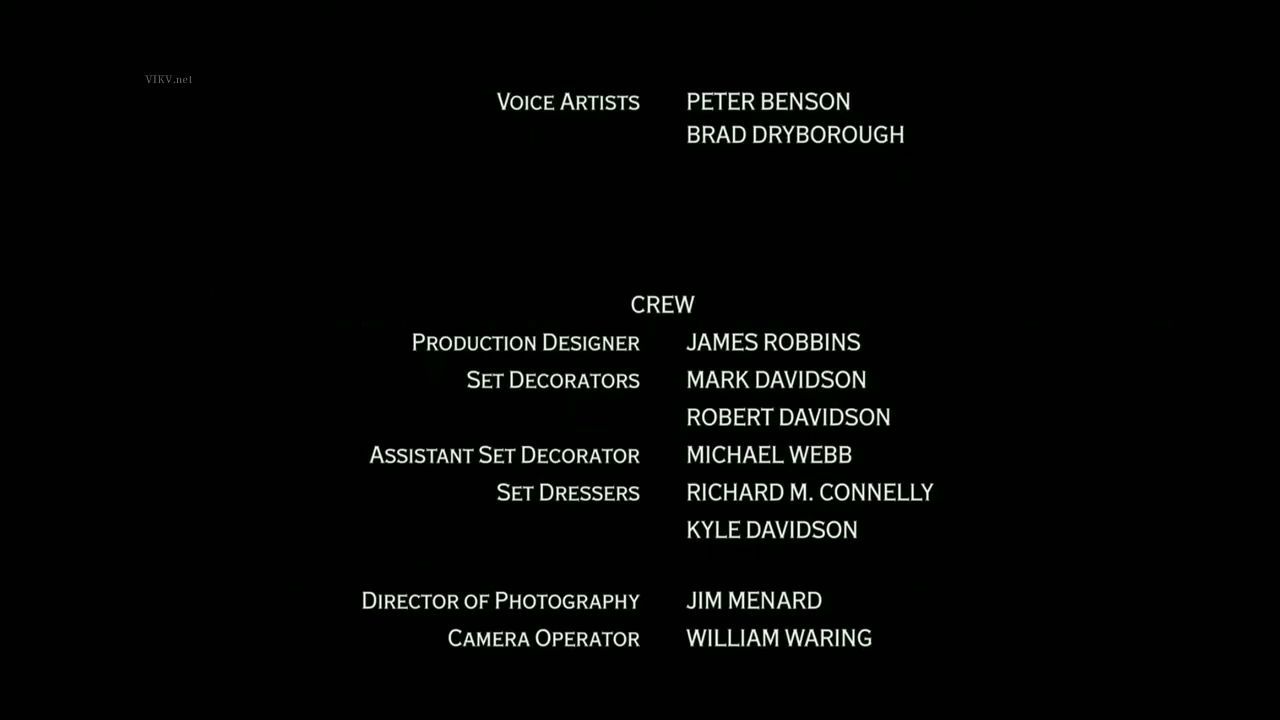 VIKV.net
Voice Artists PETER BENSON
BRAD DRYBOROUGH
CREW
Production Designer JAMES ROBBINS
Set Decorators MARK DAVIDSON
ROBERT DAVIDSON
Assistant Set Decorator MICHAEL WEBB
Set Dressers RICHARD M. CONNELLY
KYLE DAVIDSON
Director of Photography JIM MENARD
Camera Operator WILLIAM WARING